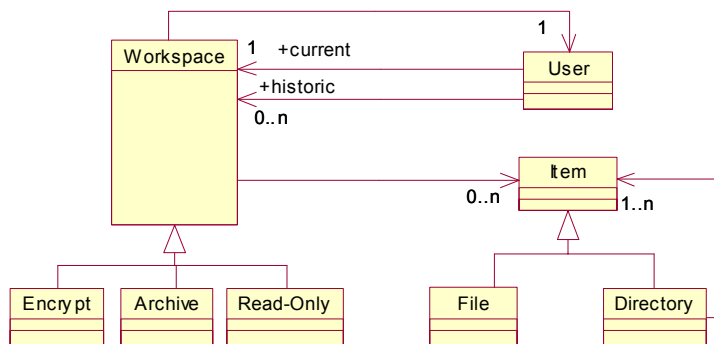 1
Workspace
1
+current
User
+historic
0..n
Item
0..n
1..n
Encrypt
Archive
Read-Only
File
Directory